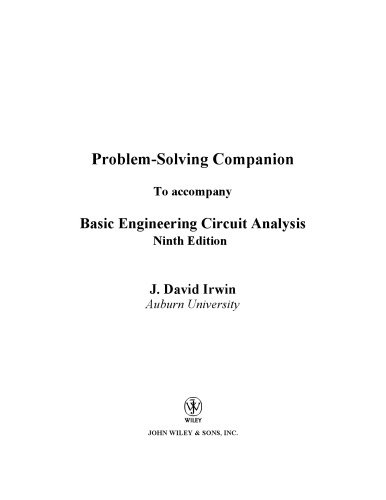 Problem-Solving Companion
To accompany
Basic Engineering Circuit Analysis
Ninth Edition
J. David Irwin
Auburn University
WILEY
JOHN WILEY & SONS, INC.